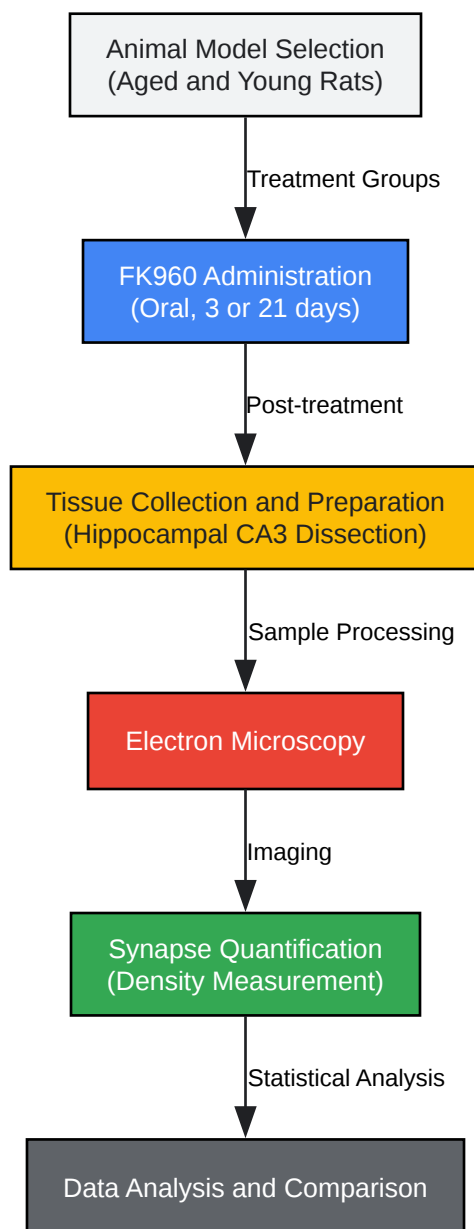 Animal Model Selection
(Aged and Young Rats)
Treatment Groups
FK960 Administration
(Oral, 3 or 21 days)
Post-treatment
Tissue Collection and Preparation
(Hippocampal CA3 Dissection)
Sample Processing
Electron Microscopy
Imaging
Synapse Quantification
(Density Measurement)
Statistical Analysis
Data Analysis and Comparison